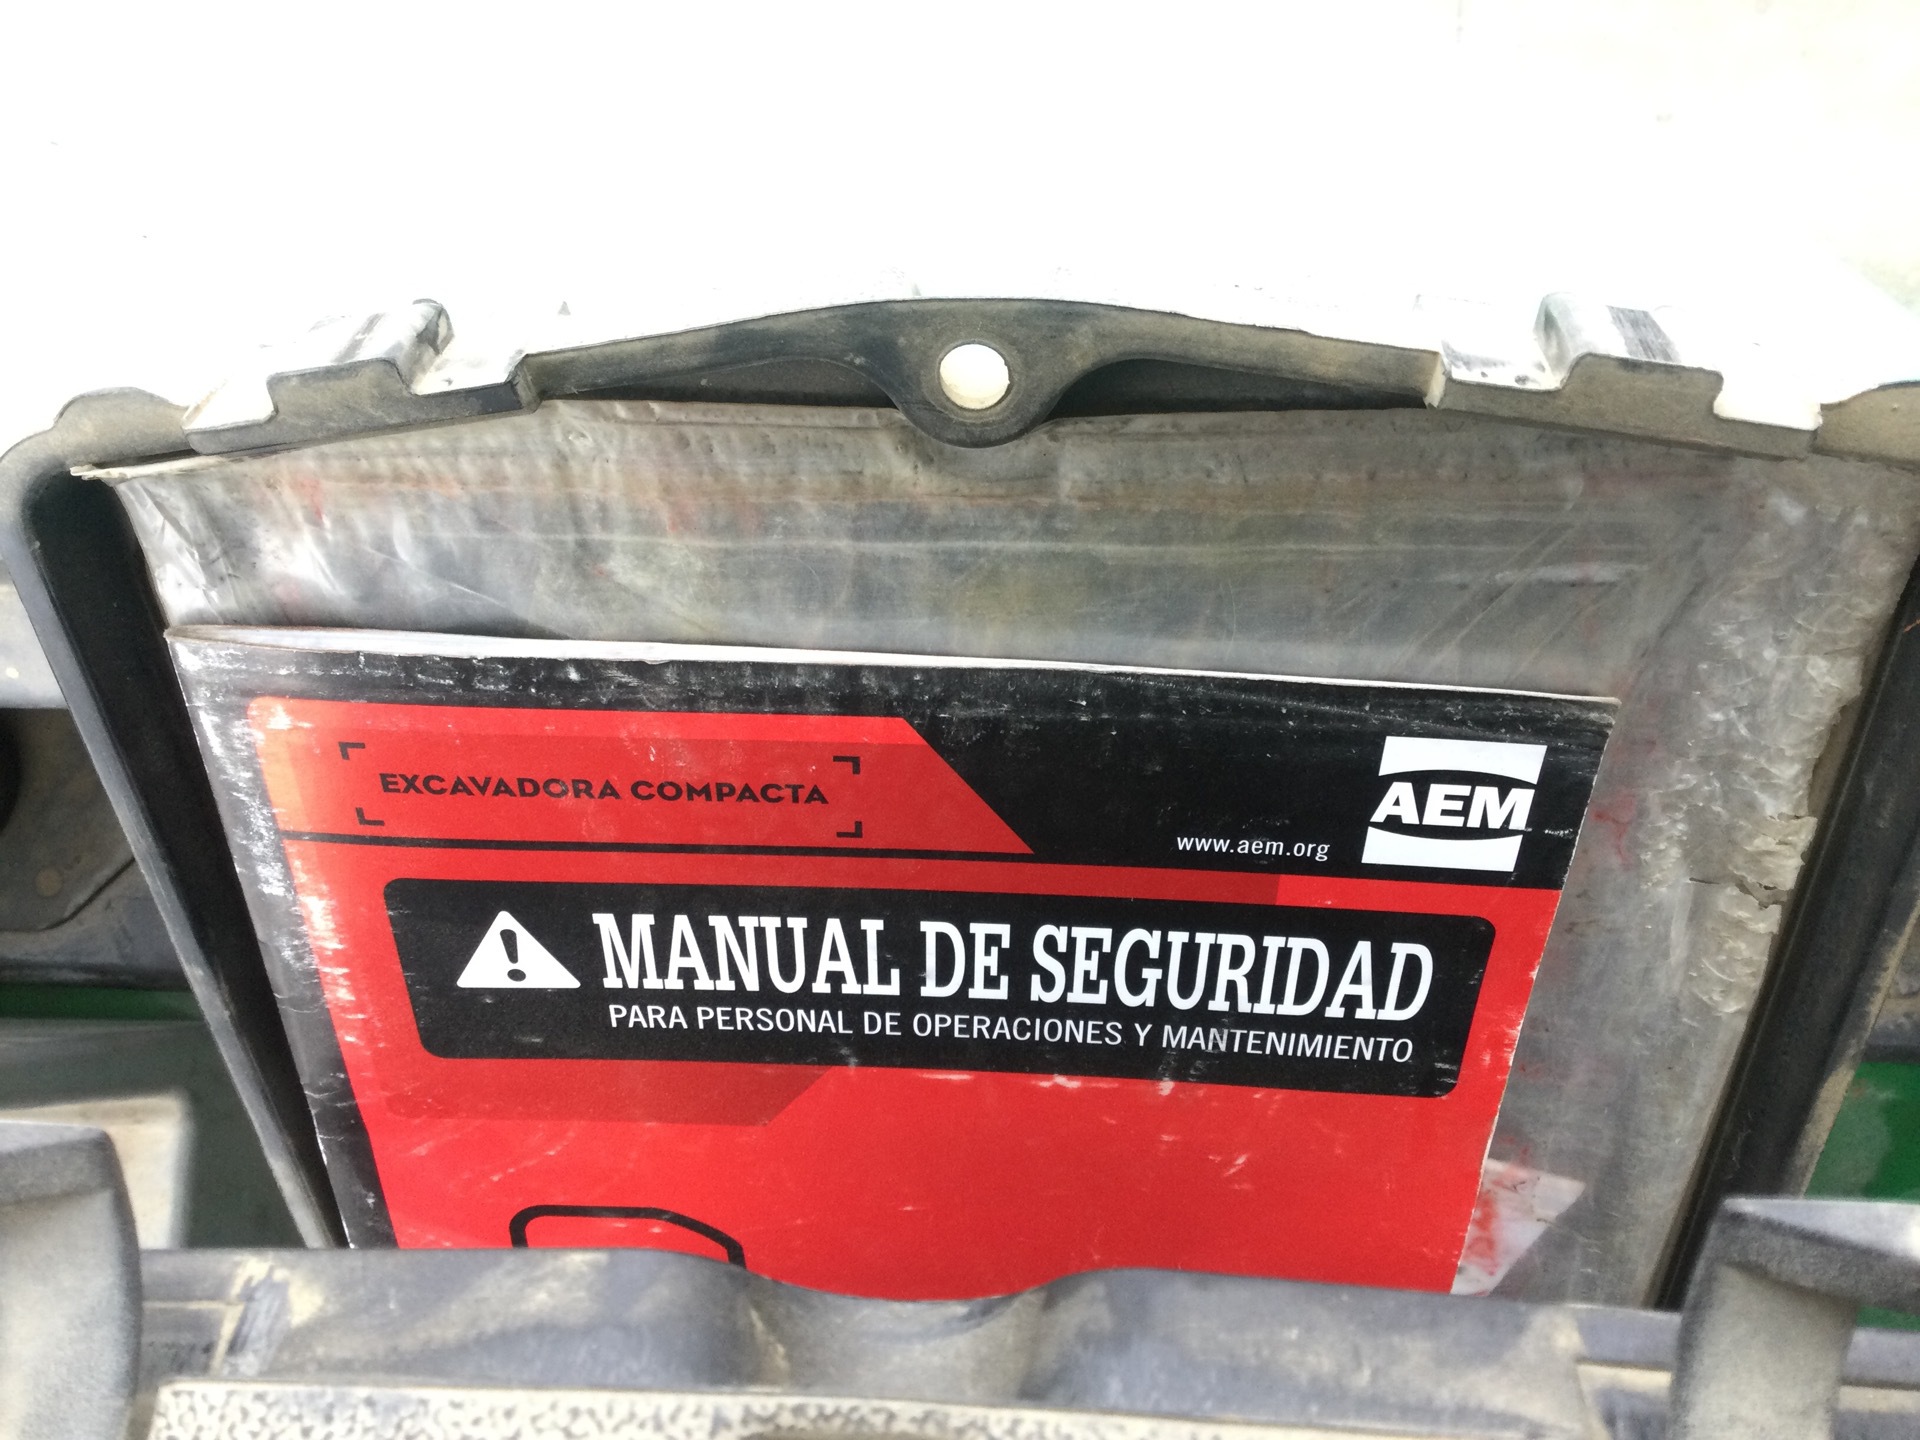 EXCAVADORA COMPACTA
AEM
www.aem.org
MANUAL DE SEGURIDAD
PARA PERSONAL DE OPERACIONES Y MANTENIMIENTO